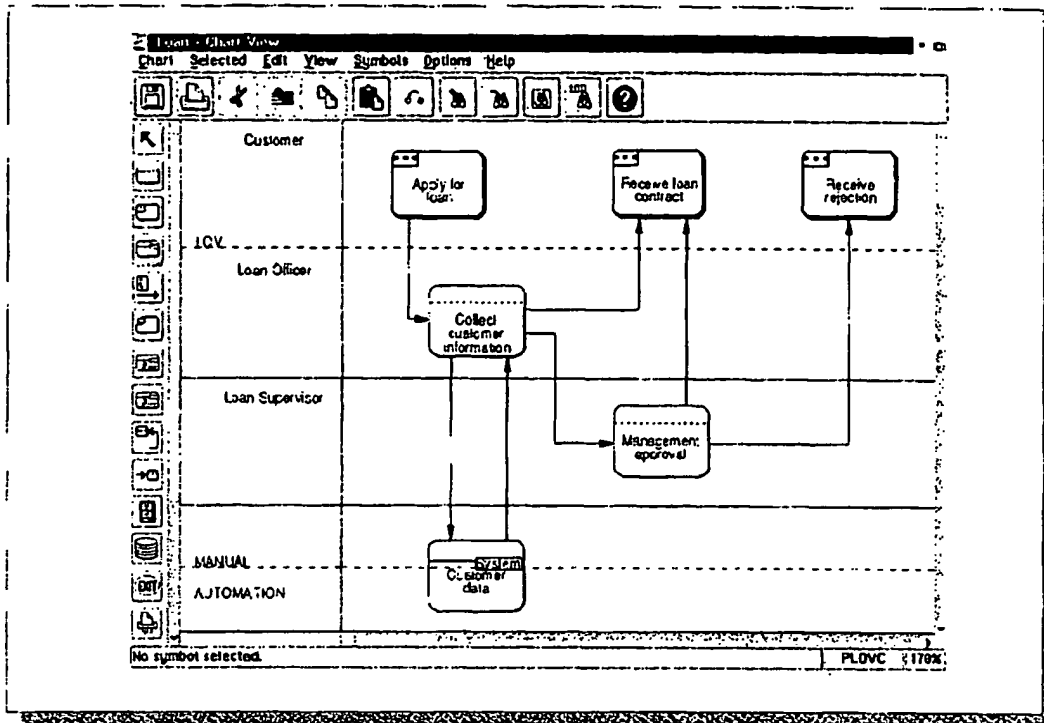 Loan - Chart View
Chart Selected Edit View Symbols Options Help
Customer
Apply for
loan
Receive loan
contract
Receive
rejection
LOV
Loan Officer
Collect
customer
information
Loan Supervisor
Management
approval
MANUAL
System
Customer
data
AUTOMATION
EXIT
No symbol selected.
PLOVC
170%